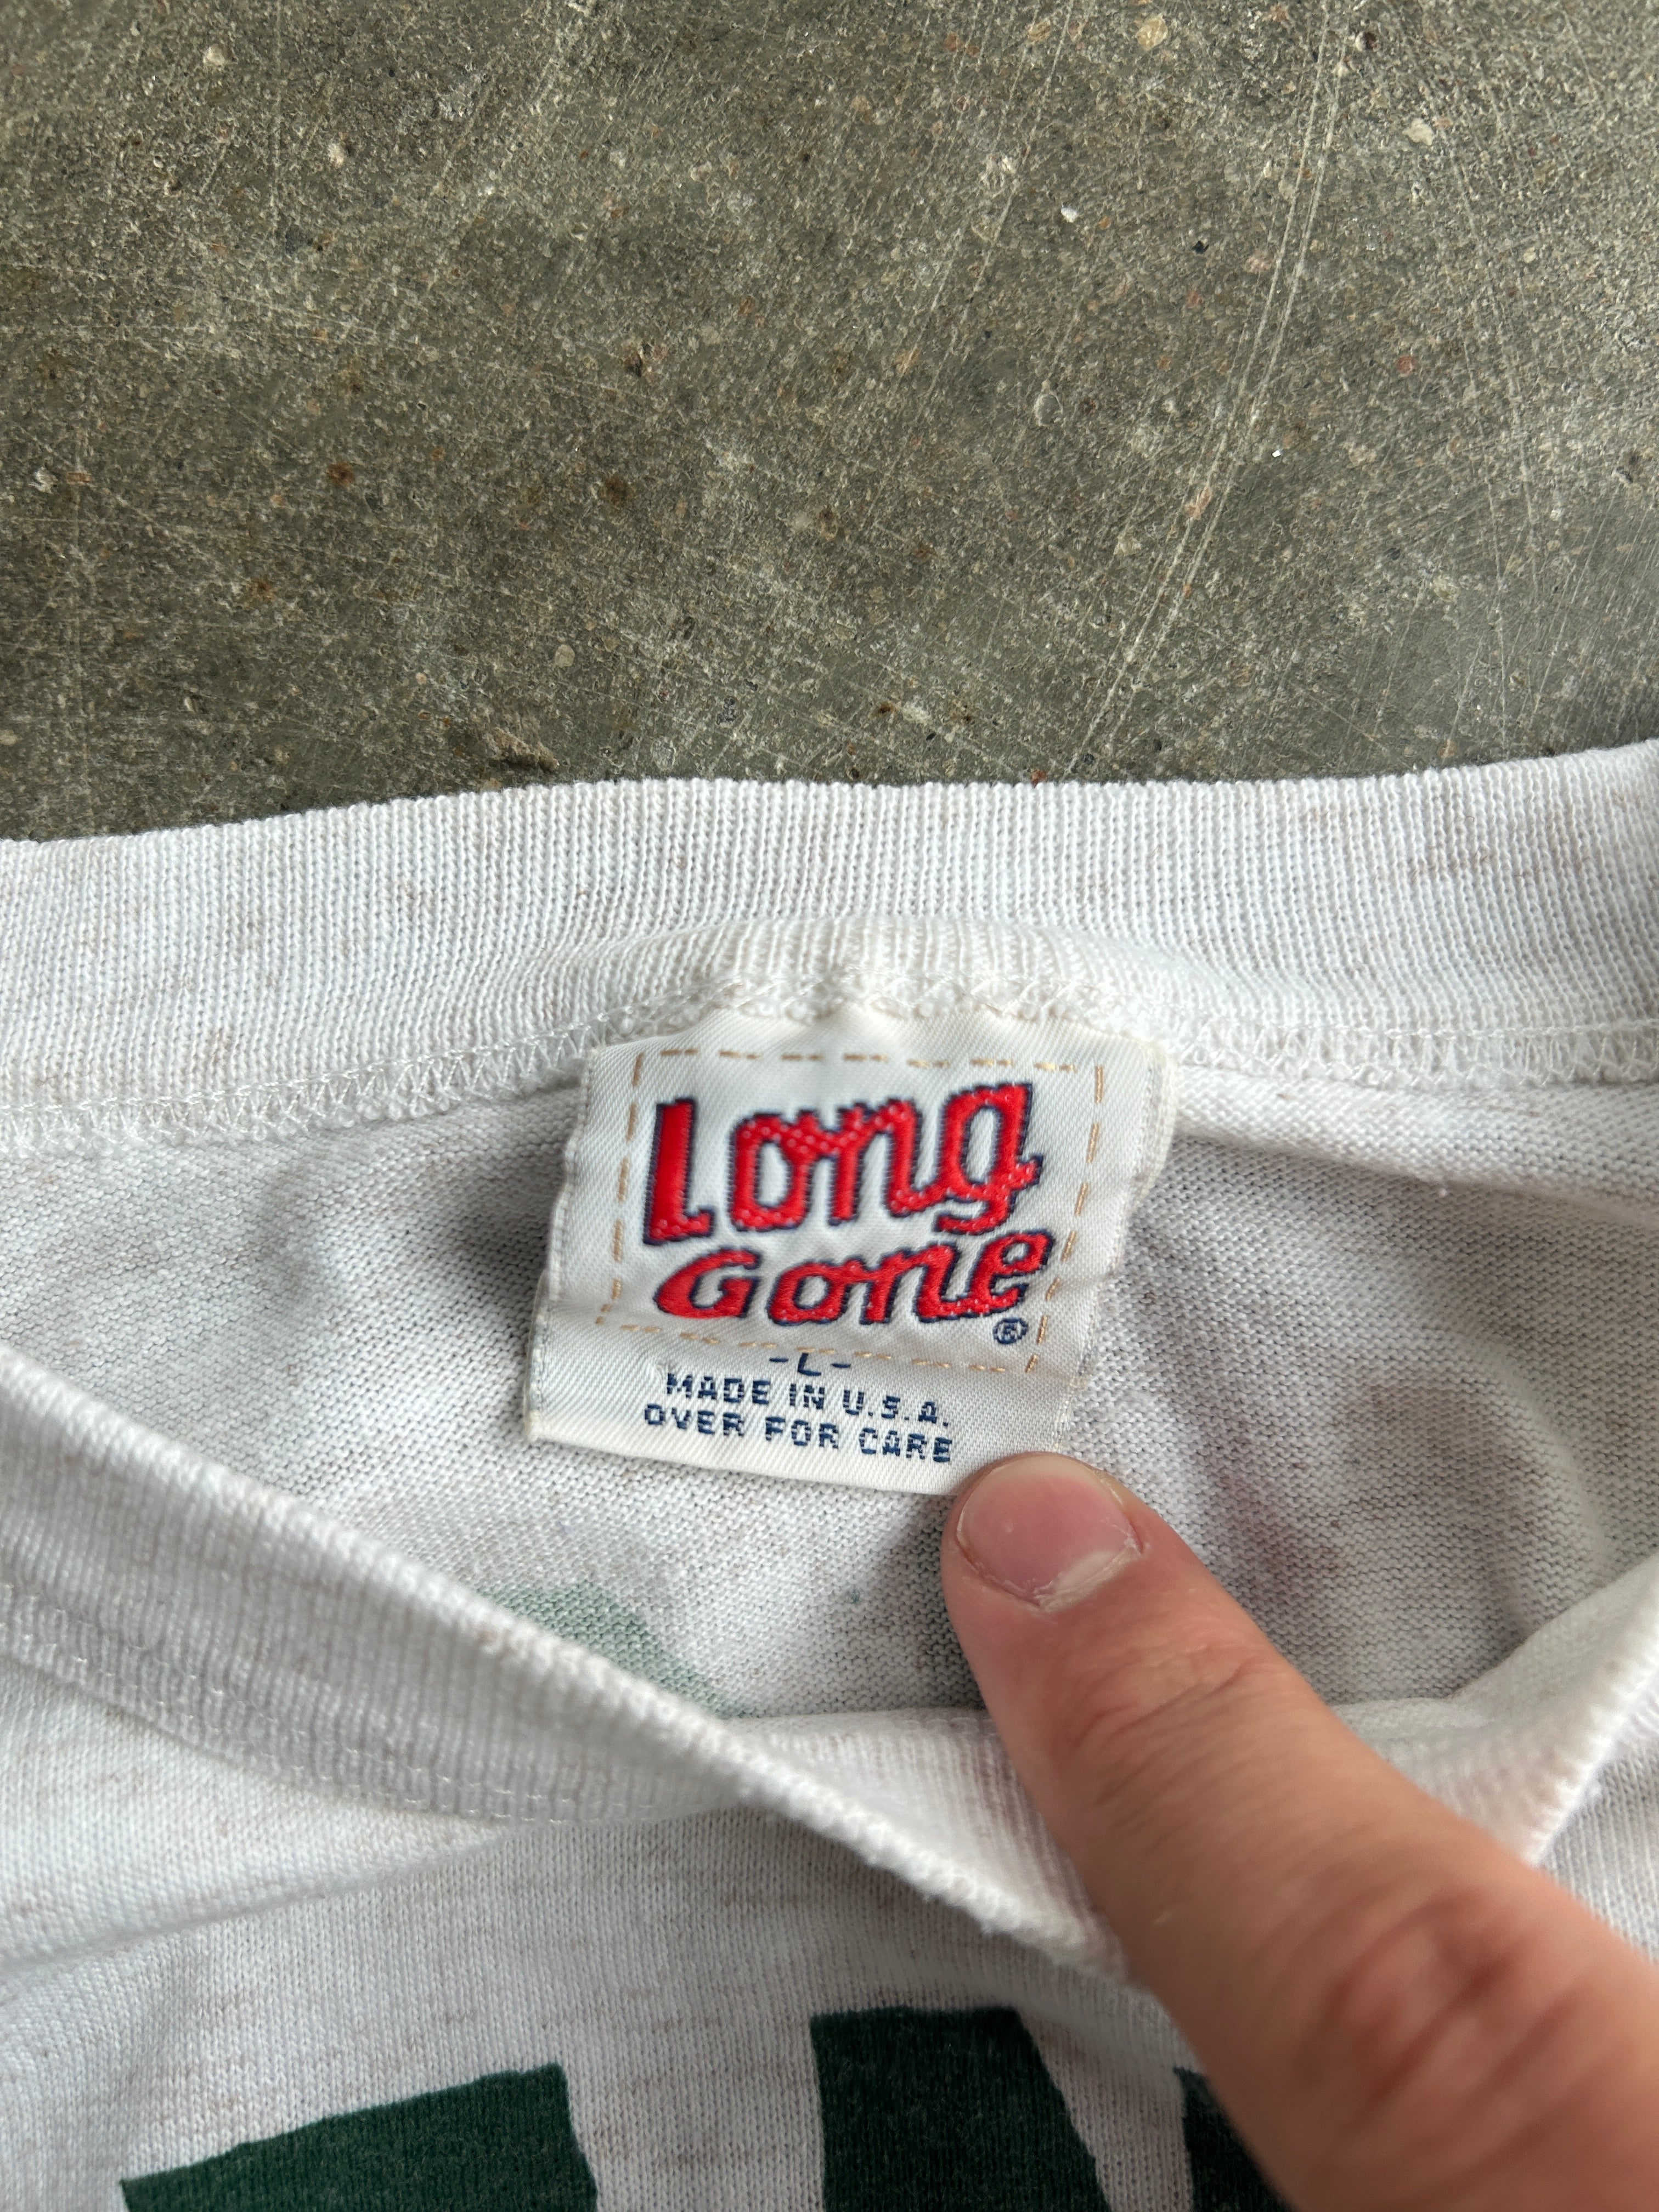 Long
Gone®
-L-
MADE IN U.S.A.
OVER FOR CARE